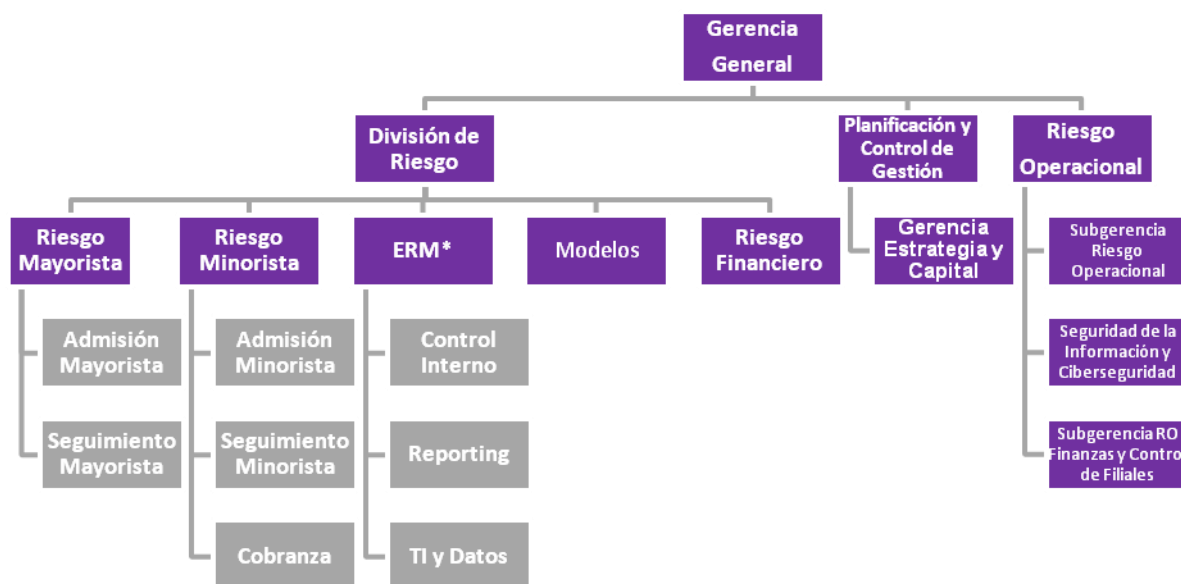 Gerencia
General
División de
Riesgo
Planificación y
Control de
Gestión
Riesgo
Operacional
Riesgo
Mayorista
Riesgo
Minorista
ERM*
Modelos
Riesgo
Financiero
Gerencia
Estrategia y
Capital
Subgerencia
Riesgo
Operacional
Admisión
Mayorista
Admisión
Minorista
Control
Interno
Seguridad de la
Información y
Ciberseguridad
Seguimiento
Mayorista
Seguimiento
Minorista
Reporting
Subgerencia RO
Finanzas y Contro
de Filiales
Cobranza
TI y Datos